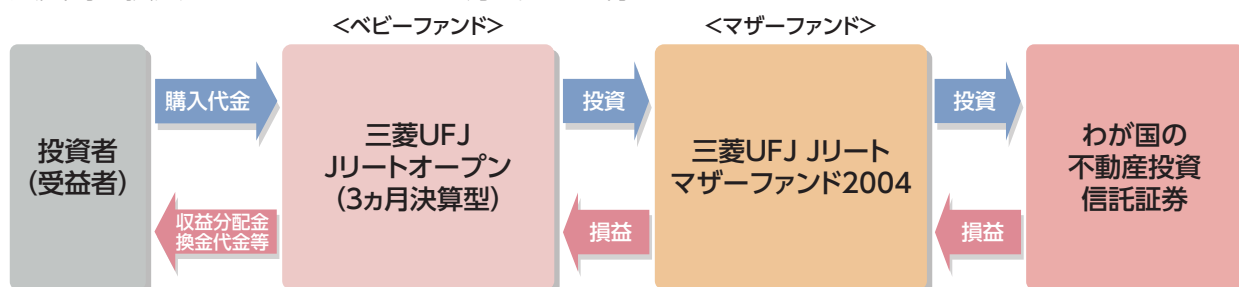 <ベビーファンド>
<マザーファンド>
投資者
(受益者)
購入代金
収益分配金
換金代金等
三菱UFJ
Jリートオープン
(3ヵ月決算型)
投資
損益
三菱UFJ Jリート
マザーファンド2004
投資
損益
わが国の
不動産投資
信託証券